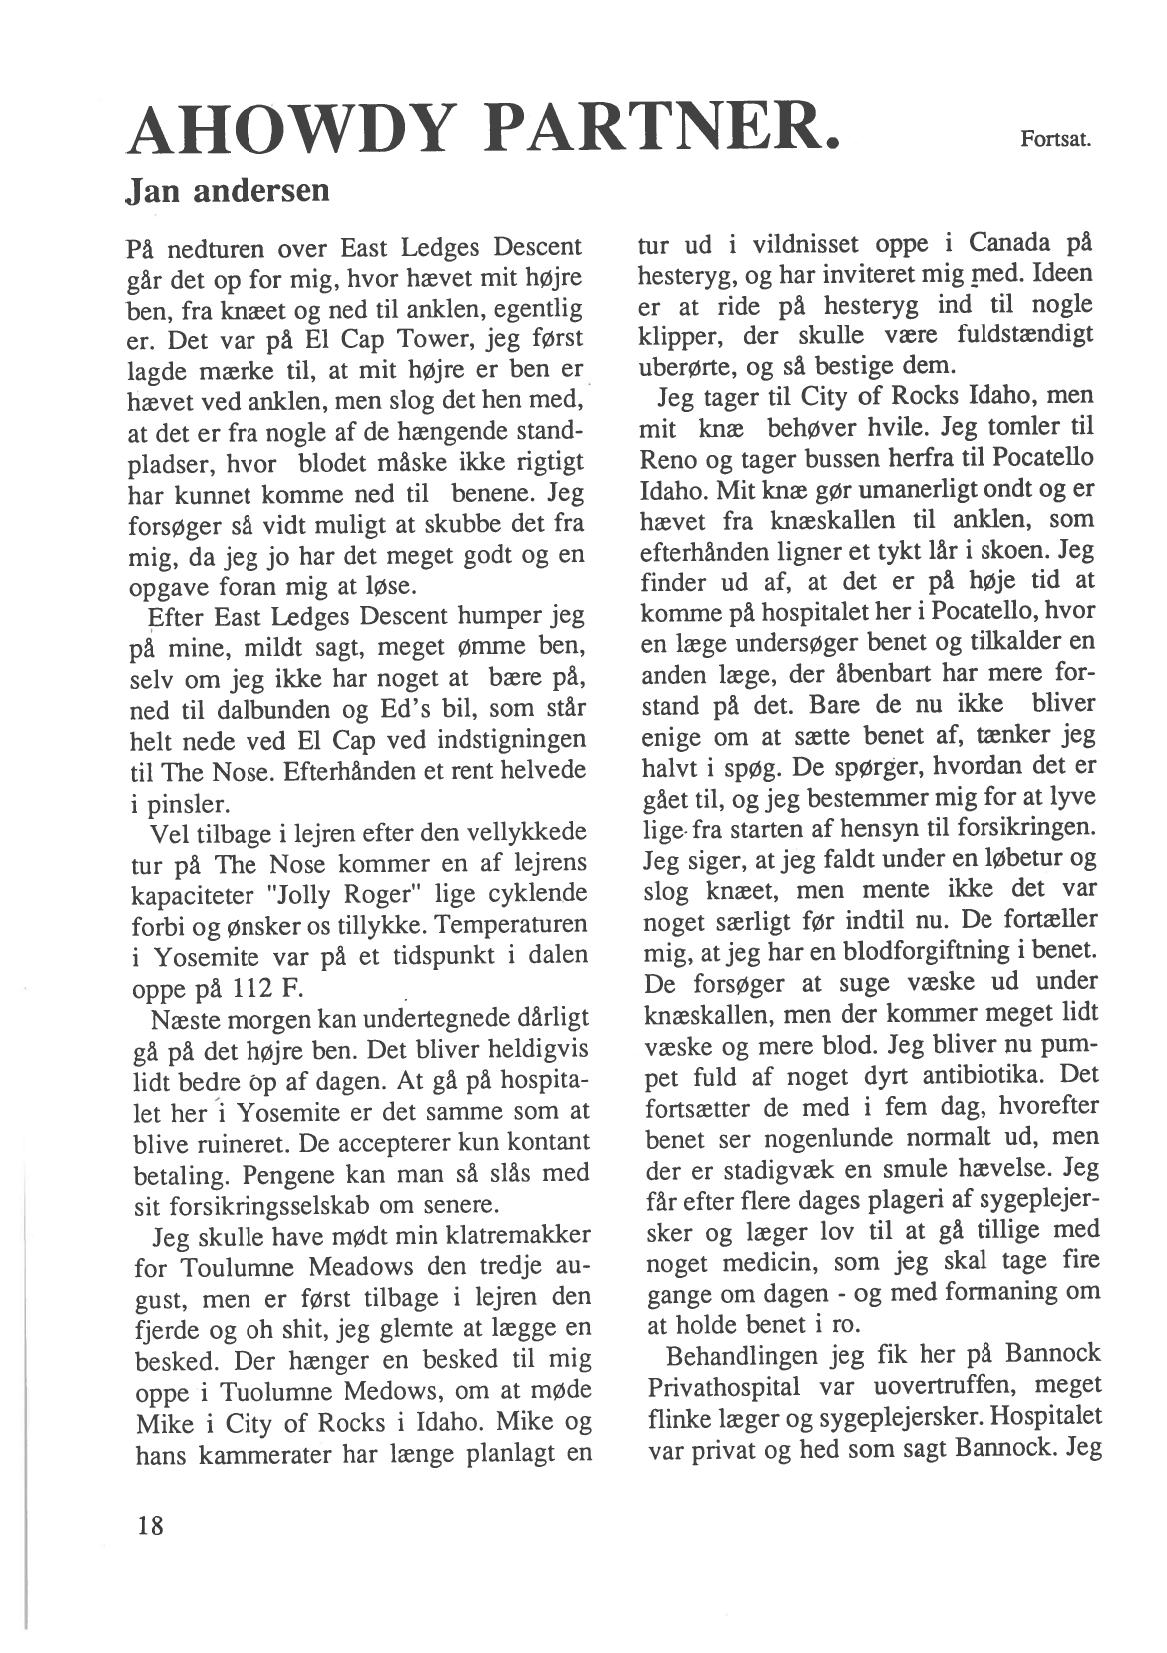 AHOWDY PARTNER.
Fortsat.
Jan andersen
På nedturen over East Ledges Descent
går det op for mig, hvor hævet mit højre
ben, fra knæet og ned til anklen, egentlig
er. Det var på El Cap Tower, jeg først
lagde mærke til, at mit højre er ben er
hævet ved anklen, men slog det hen med,
at det er fra nogle af de hængende stand-
pladser, hvor blodet måske ikke rigtigt
har kunnet komme ned til benene. Jeg
forsøger så vidt muligt at skubbe det fra
mig, da jeg jo har det meget godt og en
opgave foran mig at løse.
Efter East Ledges Descent humper jeg
på mine, mildt sagt, meget ømme ben,
selv om jeg ikke har noget at bære på,
ned til dalbunden og Ed's bil, som står
helt nede ved El Cap ved indstigningen
til The Nose. Efterhånden et rent helvede
i pinsler.
Vel tilbage i lejren efter den vellykkede
tur på The Nose kommer en af lejrens
kapaciteter "Jolly Roger" lige cyklende
forbi og ønsker os tillykke. Temperaturen
i Yosemite var på et tidspunkt i dalen
oppe på 112 F.
Næste morgen kan undertegnede dårligt
gå på det højre ben. Det bliver heldigvis
lidt bedre op af dagen. At gå på hospita-
let her i Yosemite er det samme som at
blive ruineret. De accepterer kun kontant
betaling. Pengene kan man så slås med
sit forsikringsselskab om senere.
Jeg skulle have mødt min klatremakker
for Toulumne Meadows den tredje au-
gust, men er først tilbage i lejren den
fjerde og oh shit, jeg glemte at lægge en
besked. Der hænger en besked til mig
oppe i Tuolumne Medows, om at møde
Mike i City of Rocks i Idaho. Mike og
hans kammerater har længe planlagt en
tur ud i vildnisset oppe i Canada på
hesteryg, og har inviteret mig med. Ideen
er at ride på hesteryg ind til nogle
klipper, der skulle være fuldstændigt
uberørte, og så bestige dem.
Jeg tager til City of Rocks Idaho, men
mit knæ behøver hvile. Jeg tomler til
Reno og tager bussen herfra til Pocatello
Idaho. Mit knæ gør umanerligt ondt og er
hævet fra knæskallen til anklen, som
efterhånden ligner et tykt lår i skoen. Jeg
finder ud af, at det er på høje tid at
komme på hospitalet her i Pocatello, hvor
en læge undersøger benet og tilkalder en
anden læge, der åbenbart har mere for-
stand på det. Bare de nu ikke bliver
enige om at sætte benet af, tænker jeg
halvt i spøg. De spørger, hvordan det er
gået til, og jeg bestemmer mig for at lyve
lige fra starten af hensyn til forsikringen.
Jeg siger, at jeg faldt under en løbetur og
slog knæet, men mente ikke det var
noget særligt før indtil nu. De fortæller
mig, at jeg har en blodforgiftning i benet.
De forsøger at suge væske ud under
knæskallen, men der kommer meget lidt
væske og mere blod. Jeg bliver nu pum-
pet fuld af noget dyrt antibiotika. Det
fortsætter de med i fem dag, hvorefter
benet ser nogenlunde normalt ud, men
der er stadigvæk en smule hævelse. Jeg
får efter flere dages plageri af sygeplejer-
sker og læger lov til at gå tillige med
noget medicin, som jeg skal tage fire
gange om dagen - og med formaning om
at holde benet i ro.
Behandlingen jeg fik her på Bannock
Privathospital var uovertruffen, meget
flinke læger og sygeplejersker. Hospitalet
var privat og hed som sagt Bannock. Jeg
18